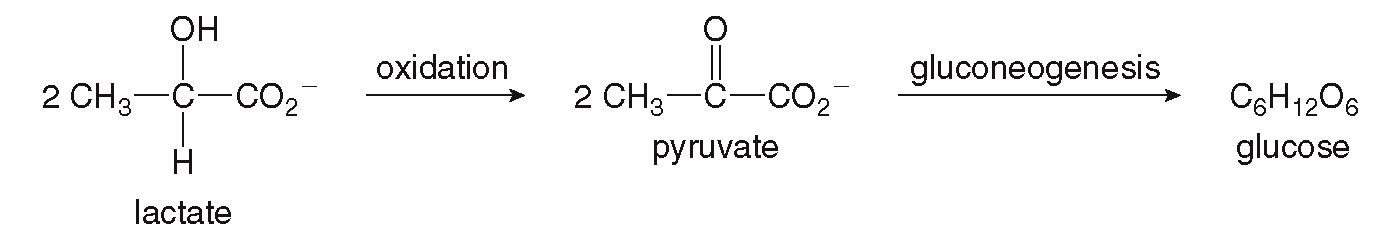 OH
O
oxidation
gluconeogenesis
2 CH₃—C—CO₂⁻
2 CH₃—C—CO₂⁻
C₆H₁₂O₆
H
pyruvate
glucose
lactate